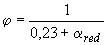 φ = 1 / (0,23 + α_red)